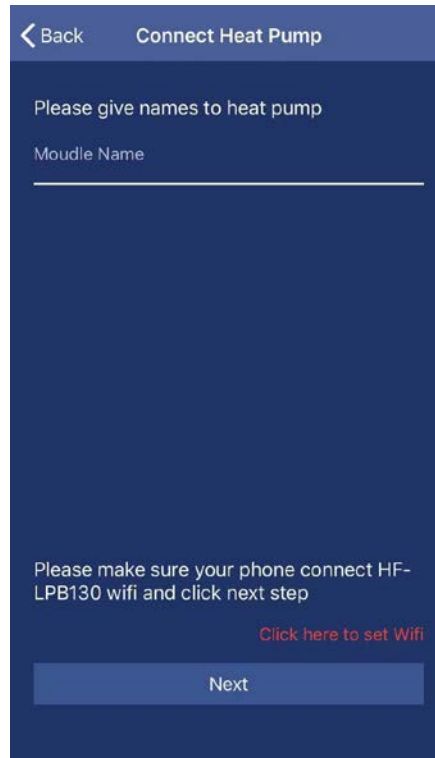 Back Connect Heat Pump
Please give names to heat pump
Moudle Name
Please make sure your phone connect HF-
LPB130 wifi and click next step
Click here to set Wifi
Next